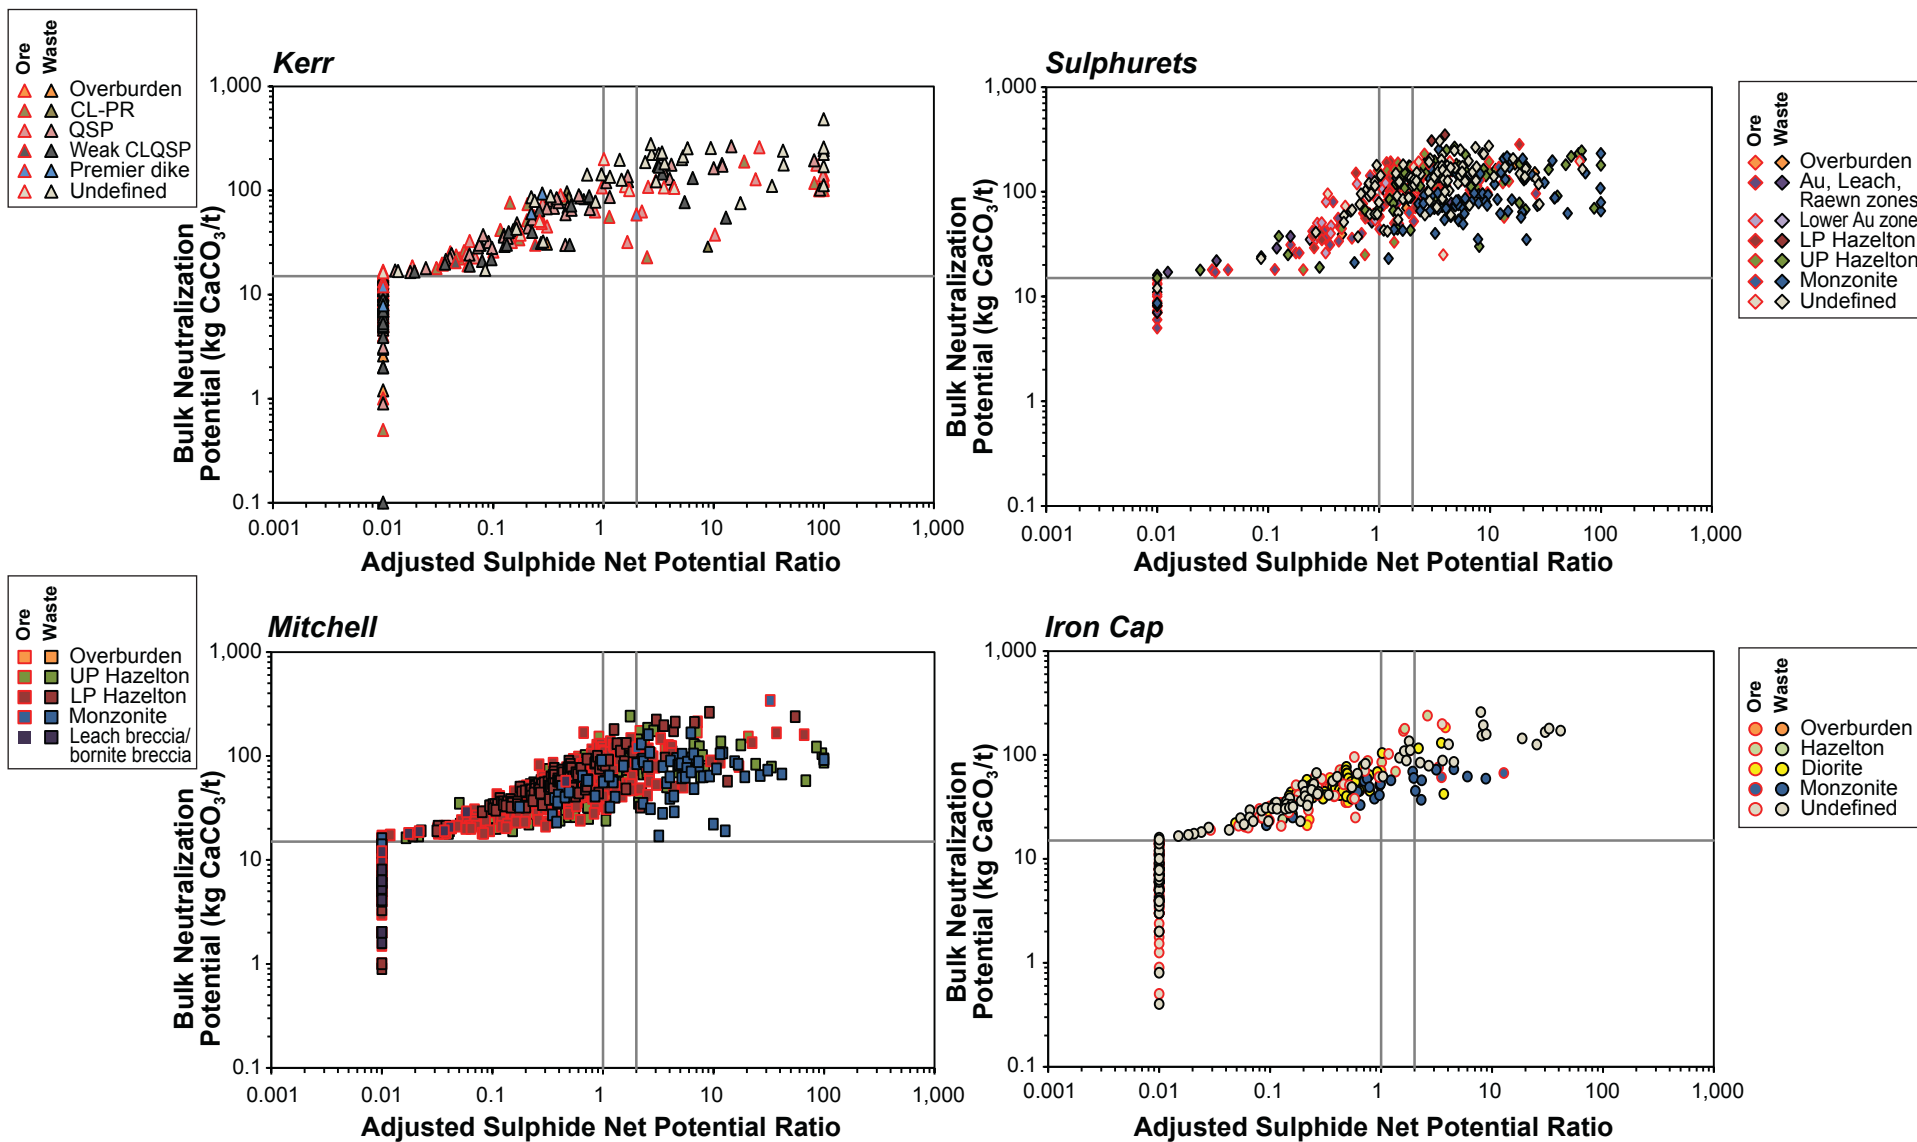 Kerr
Ore
Waste
Overburden
CL-PR
QSP
Weak CLQSP
Premier dike
Undefined
Bulk Neutralization
Potential (kg CaCO3/t)
1,000
100
10
1
0.1
0.001
0.01
0.1
1
10
100
1,000
Adjusted Sulphide Net Potential Ratio
Sulphurets
Ore
Waste
Overburden
Au, Leach,
Raewn zones
Lower Au zone
LP Hazelton
UP Hazelton
Monzonite
Undefined
Bulk Neutralization
Potential (kg CaCO3/t)
1,000
100
10
1
0.1
0.001
0.01
0.1
1
10
100
1,000
Adjusted Sulphide Net Potential Ratio
Mitchell
Ore
Waste
Overburden
UP Hazelton
LP Hazelton
Monzonite
Leach breccia/
bornite breccia
Bulk Neutralization
Potential (kg CaCO3/t)
1,000
100
10
1
0.1
0.001
0.01
0.1
1
10
100
1,000
Adjusted Sulphide Net Potential Ratio
Iron Cap
Ore
Waste
Overburden
Hazelton
Diorite
Monzonite
Undefined
Bulk Neutralization
Potential (kg CaCO3/t)
1,000
100
10
1
0.1
0.001
0.01
0.1
1
10
100
1,000
Adjusted Sulphide Net Potential Ratio